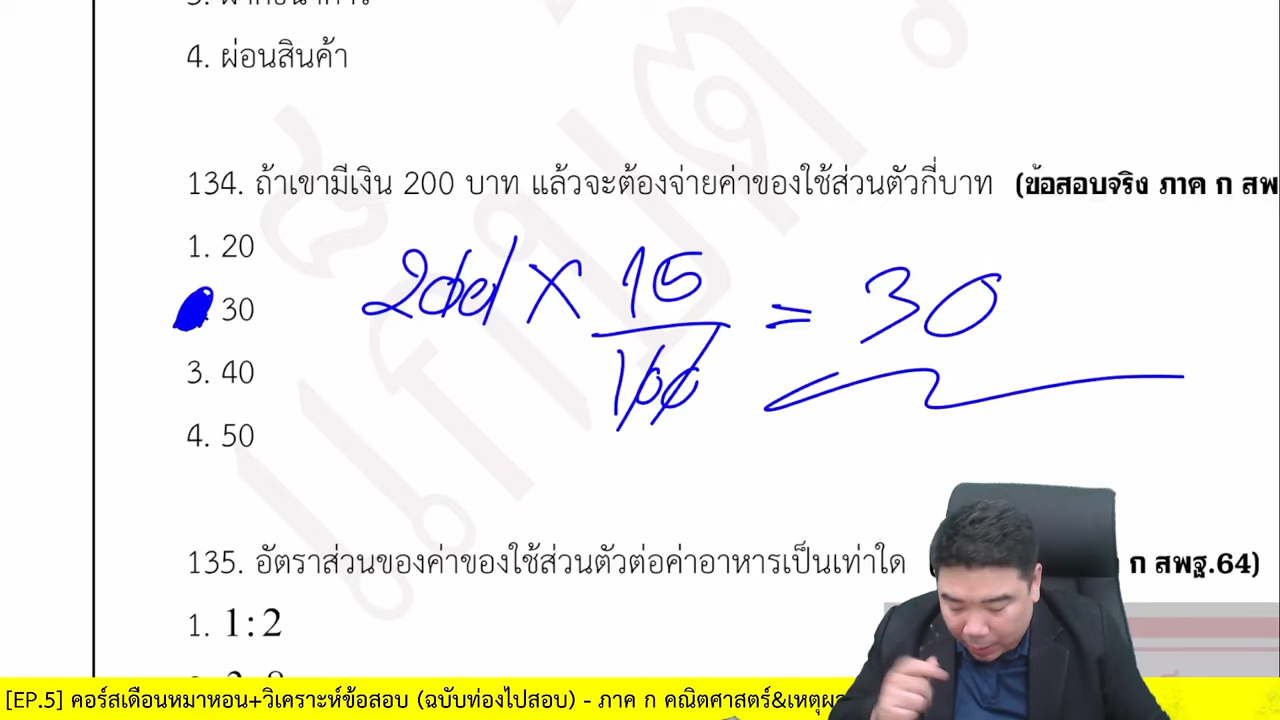 4. ผ่อนสินค้า
134. ถ้าเขามีเงิน 200 บาท แล้วจะต้องจ่ายค่าของใช้ส่วนตัวกี่บาท (ข้อสอบจริง ภาค ก สพ
1. 20
30
3. 40
4. 50
200 × 15
100
= 30
135. อัตราส่วนของค่าของใช้ส่วนตัวต่อค่าอาหารเป็นเท่าใด ก สพฐ.64)
1. 1:2
[EP.5] คอร์สเดือนหมาหอน+วิเคราะห์ข้อสอบ (ฉบับท่องไปสอบ) - ภาค ก คณิตศาสตร์&เหตุผ